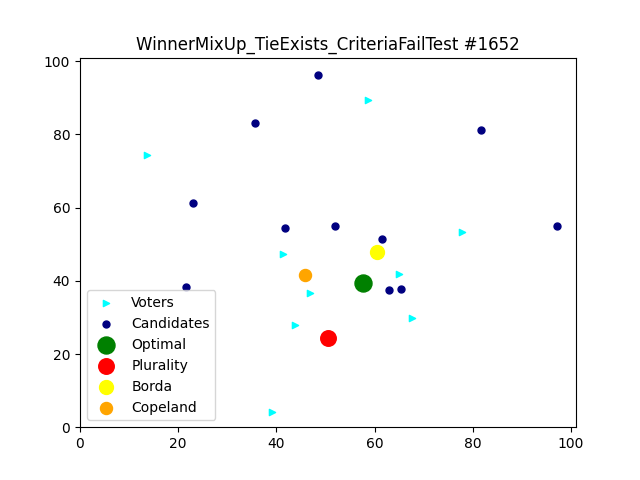 WinnerMixUp_TieExists_CriteriaFailTest #1652
100
80
60
40
20
0
Voters
Candidates
Optimal
Plurality
Borda
Copeland
0 20 40 60 80 100